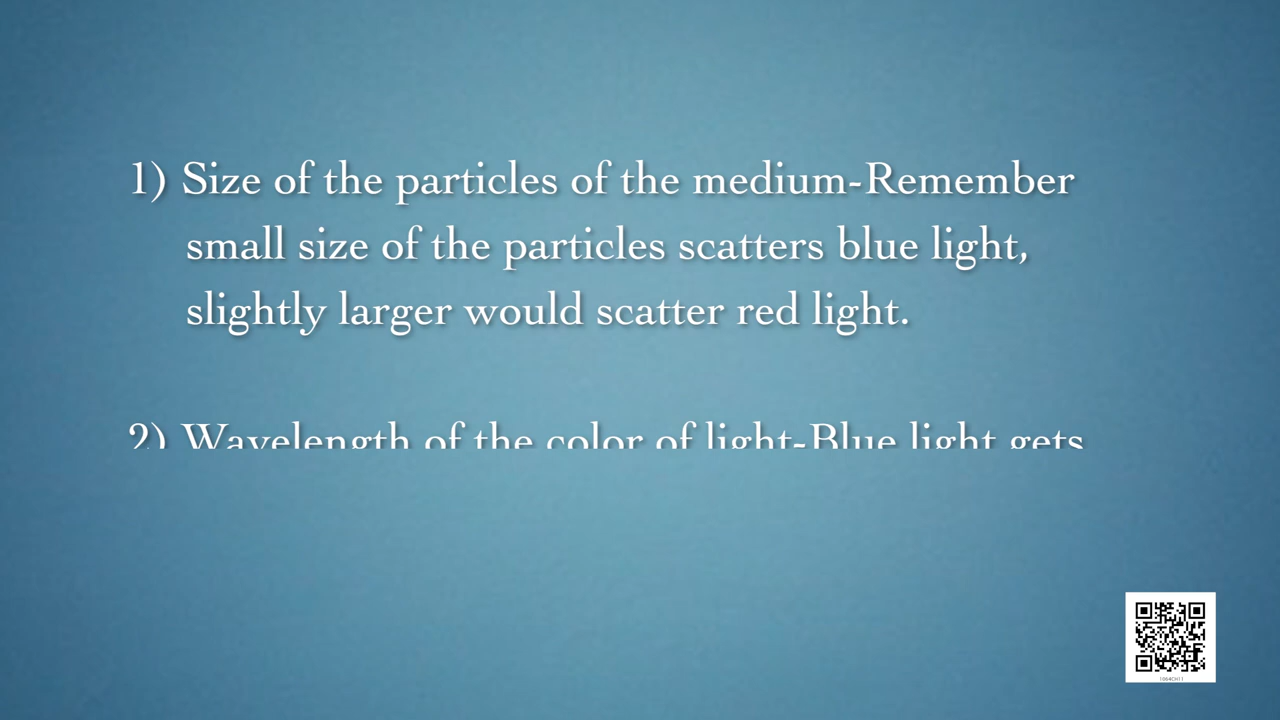 1) Size of the particles of the medium-Remember
small size of the particles scatters blue light,
slightly larger would scatter red light.
2) Wavelength of the color of light-Blue light gets
1064CH11